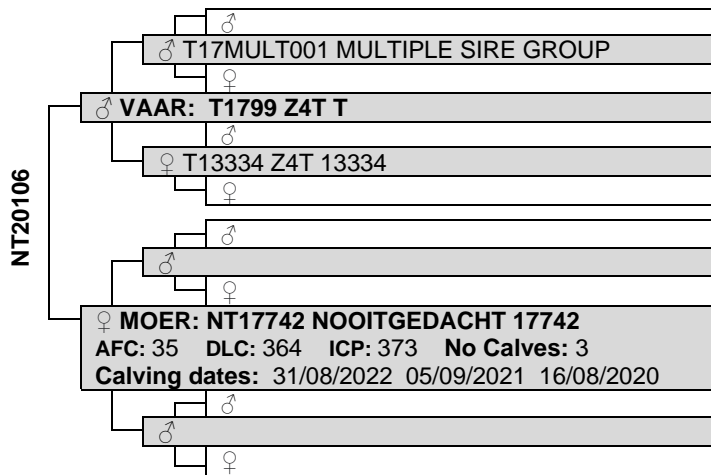 ♂
♂ T17MULT001 MULTIPLE SIRE GROUP
♀
♂ VAAR: T1799 Z4T T
♂
♀ T13334 Z4T 13334
♀
NT20106
♂
♂
♀
♀ MOER: NT17742 NOOITGEDACHT 17742
AFC: 35 DLC: 364 ICP: 373 No Calves: 3
Calving dates: 31/08/2022 05/09/2021 16/08/2020
♂
♂
♀